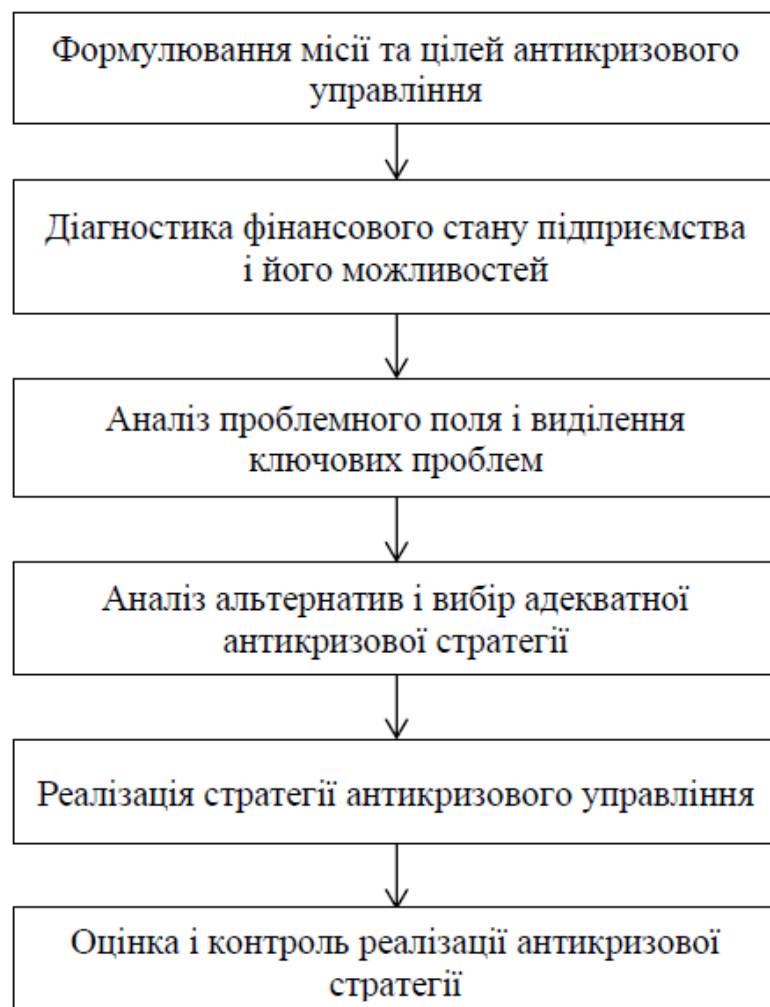 Формулювання місії та цілей антикризового
управління
Діагностика фінансового стану підприємства
і його можливостей
Аналіз проблемного поля і виділення
ключових проблем
Аналіз альтернатив і вибір адекватної
антикризової стратегії
Реалізація стратегії антикризового управління
Оцінка і контроль реалізації антикризової
стратегії